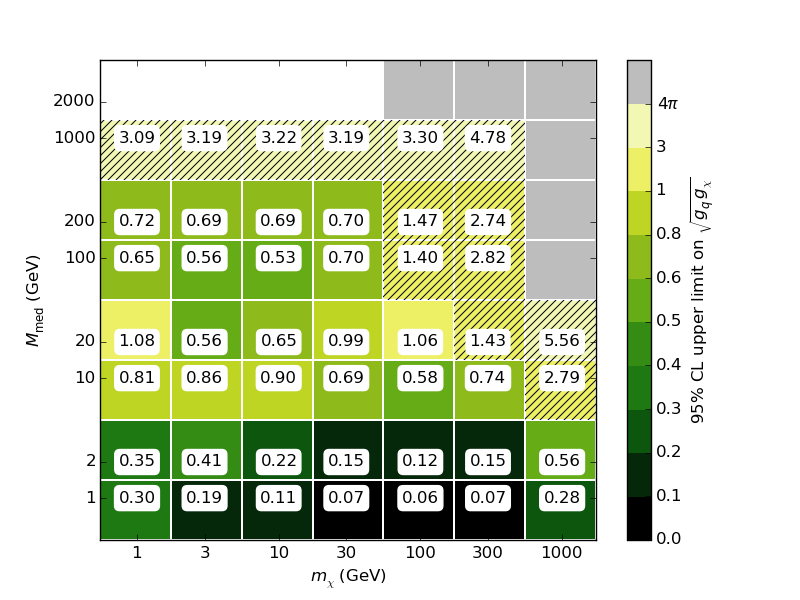 2000
1000 3.09 3.19 3.22 3.19 3.30 4.78
200 0.72 0.69 0.69 0.70 1.47 2.74
100 0.65 0.56 0.53 0.70 1.40 2.82
20 1.08 0.56 0.65 0.99 1.06 1.43 5.56
10 0.81 0.86 0.90 0.69 0.58 0.74 2.79
2 0.35 0.41 0.22 0.15 0.12 0.15 0.56
1 0.30 0.19 0.11 0.07 0.06 0.07 0.28
1 3 10 30 100 300 1000
mχ (GeV)
Mmed (GeV)
4π
3
1
0.8
0.6
0.5
0.4
0.3
0.2
0.1
0.0
95% CL upper limit on √gq gχ